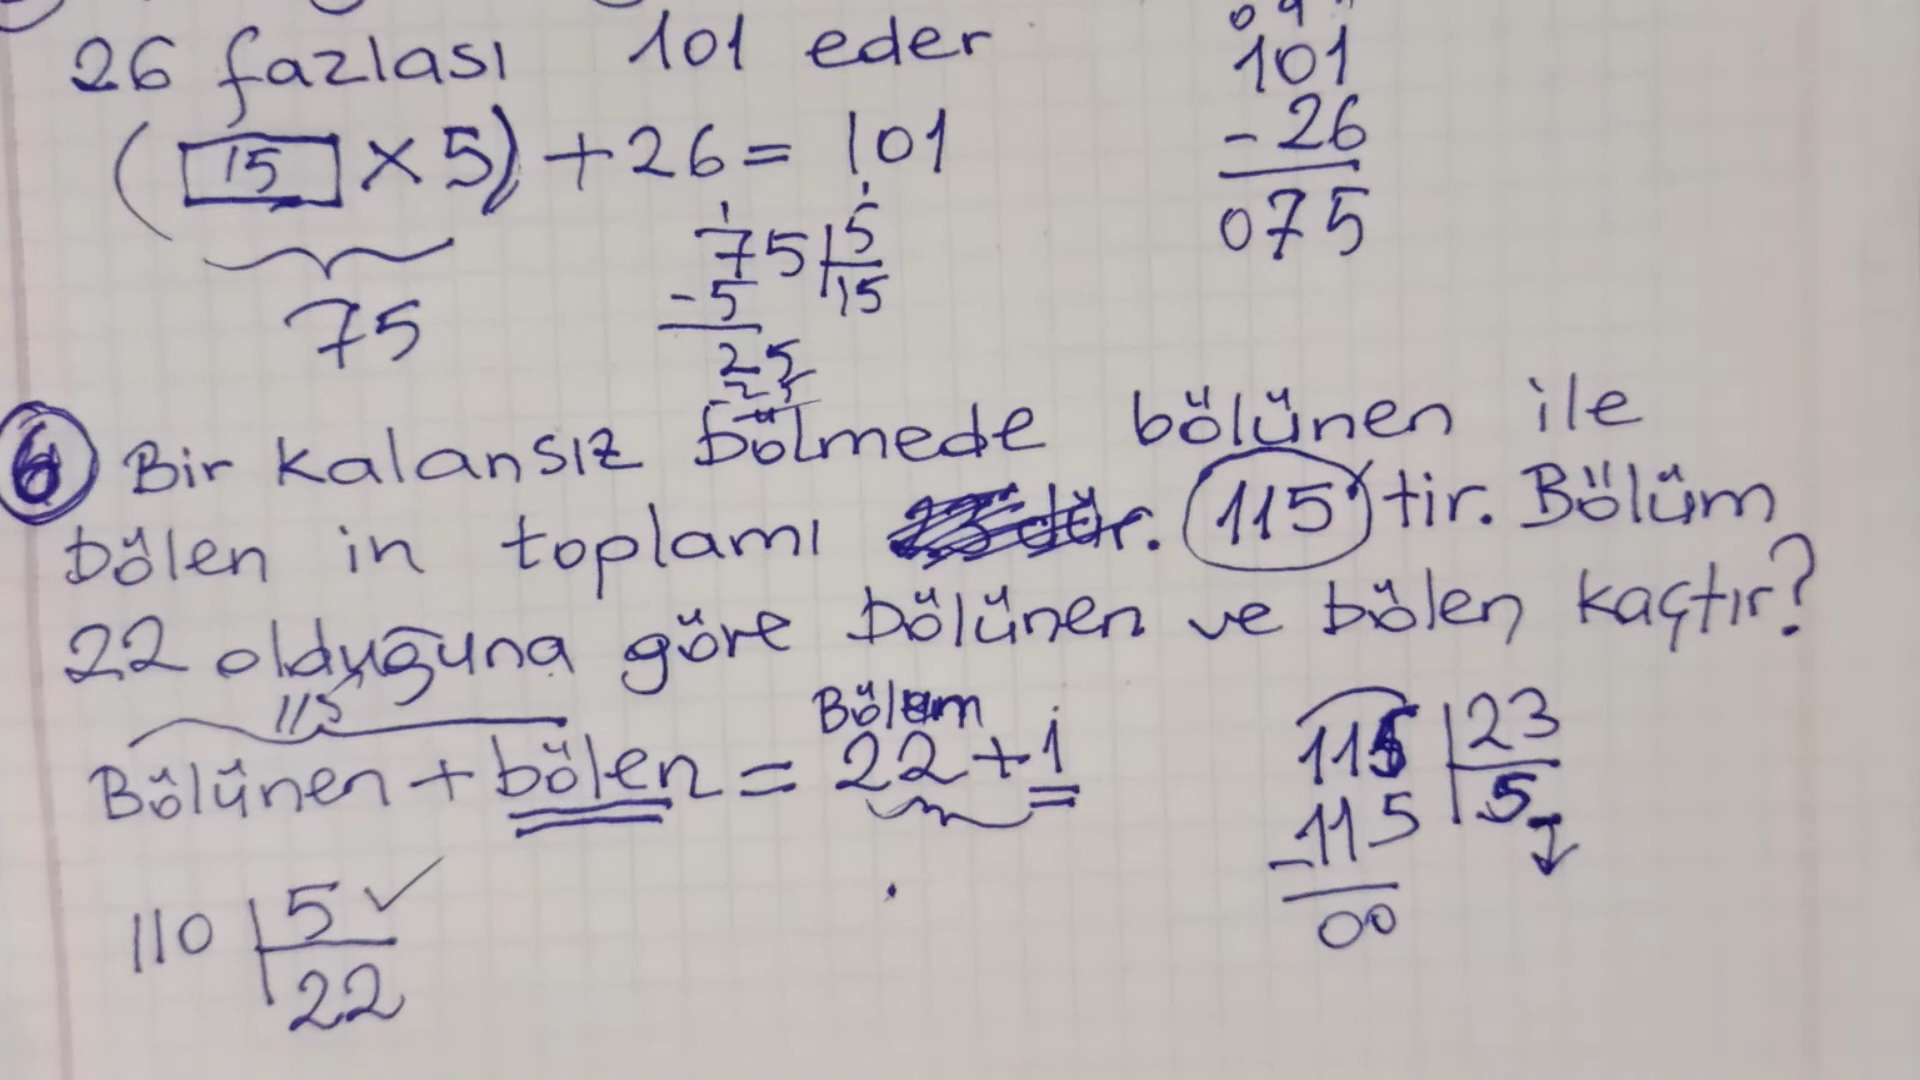 26 fazlası 101 eder
(15 x 5) + 26 = 101
75
101
- 26
075
75 5
- 5 15
25
6 Bir kalansız bölmede bölünen ile
bölen in toplamı 115 tir. Bölüm
22 olduğuna göre bölünen ve bölen kaçtır?
115
Bölünen + bölen = 22 + 1
110 5 ✓
22
115 23
- 115 5
00